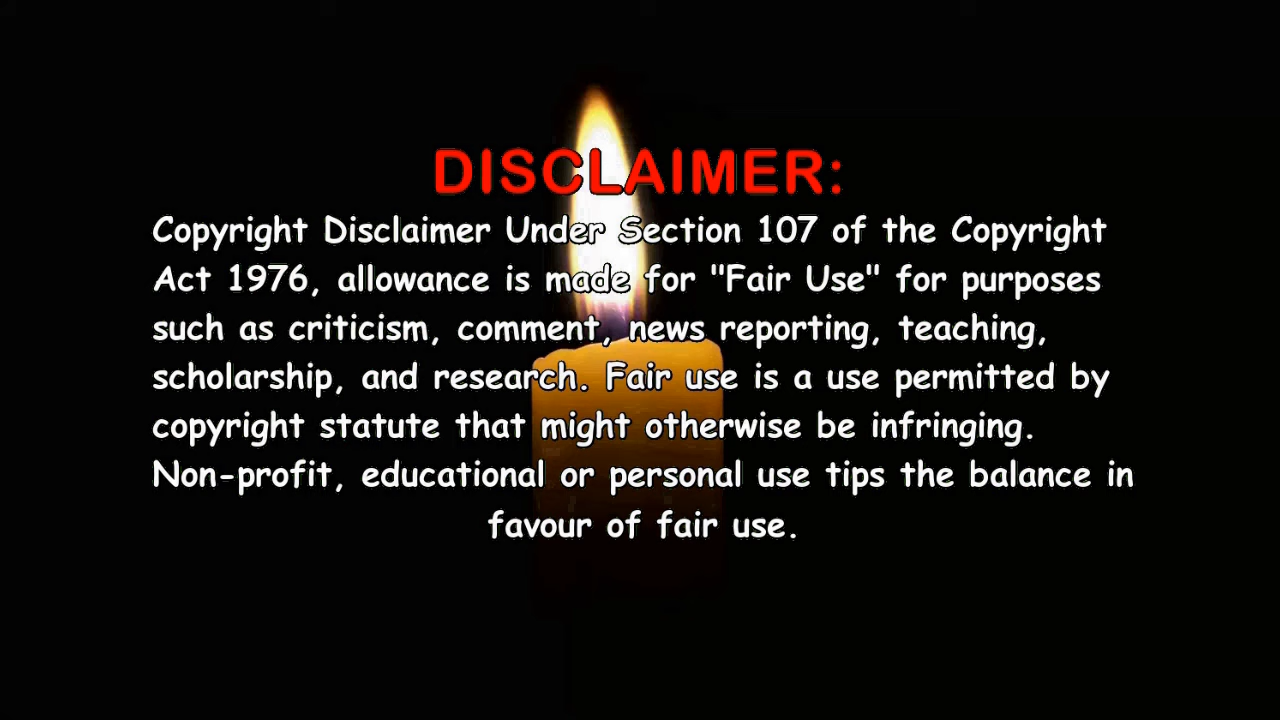 DISCLAIMER:
Copyright Disclaimer Under Section 107 of the Copyright
Act 1976, allowance is made for "Fair Use" for purposes
such as criticism, comment, news reporting, teaching,
scholarship, and research. Fair use is a use permitted by
copyright statute that might otherwise be infringing.
Non-profit, educational or personal use tips the balance in
favour of fair use.